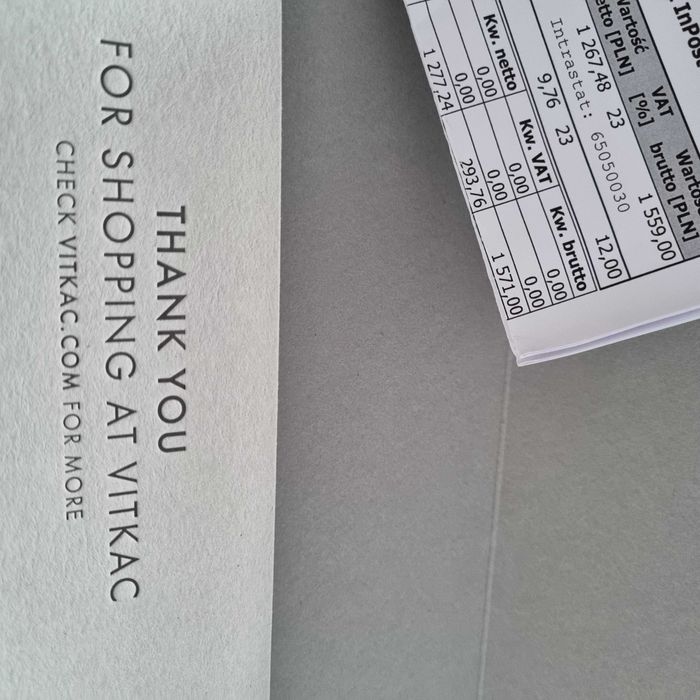 THANK YOU
FOR SHOPPING AT VITKAC
CHECK VITKAC.COM FOR MORE
InPost
Wartość VAT
[PLN] [%] brutto [PLN]
1 267,48 23 1 559,00
Intrastat: 65050030
9,76 23 12,00
Kw. netto Kw. VAT Kw. brutto
0,00 0,00 0,00
0,00 0,00 0,00
1 277,24 293,76 1 571,00